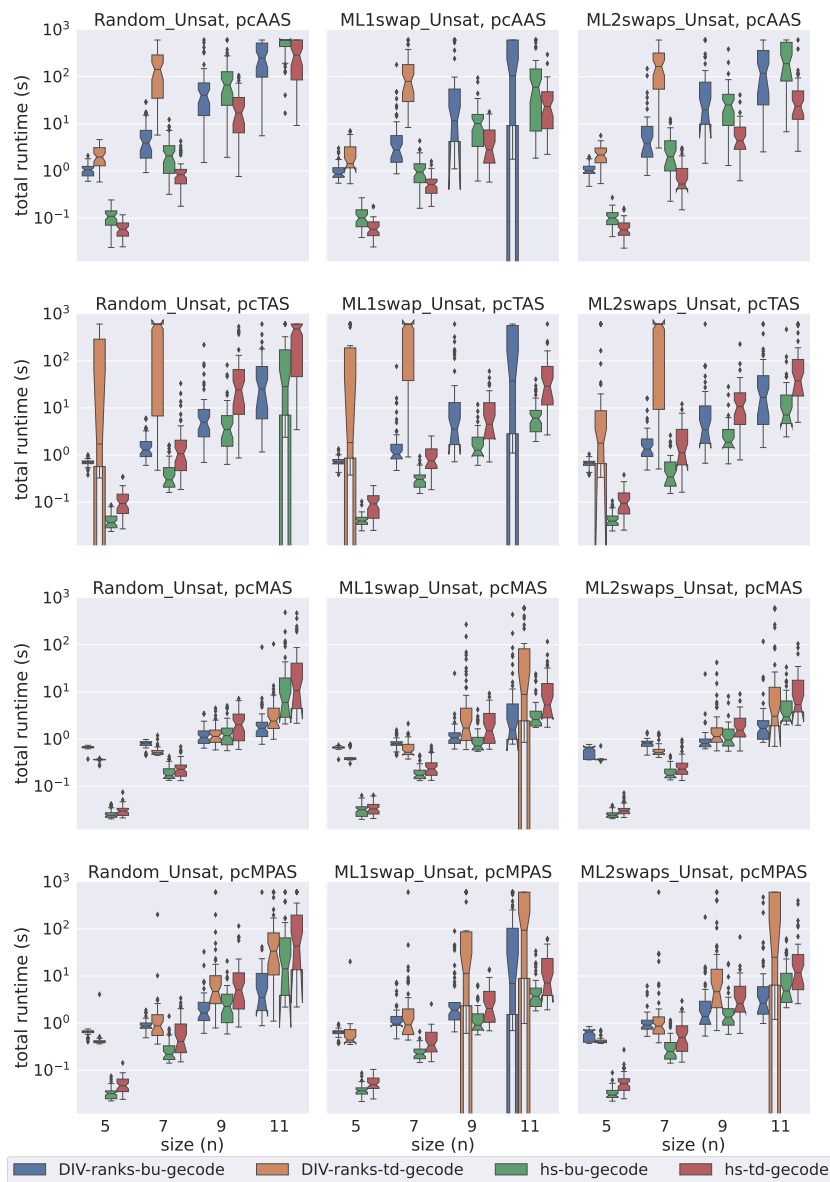 Random_Unsat, pcAAS
ML1swap_Unsat, pcAAS
ML2swaps_Unsat, pcAAS
10³
10²
10¹
10⁰
10⁻¹
total runtime (s)
Random_Unsat, pcTAS
ML1swap_Unsat, pcTAS
ML2swaps_Unsat, pcTAS
10³
10²
10¹
10⁰
10⁻¹
total runtime (s)
Random_Unsat, pcMAS
ML1swap_Unsat, pcMAS
ML2swaps_Unsat, pcMAS
10³
10²
10¹
10⁰
10⁻¹
total runtime (s)
Random_Unsat, pcMPAS
ML1swap_Unsat, pcMPAS
ML2swaps_Unsat, pcMPAS
10³
10²
10¹
10⁰
10⁻¹
total runtime (s)
5 7 9 11
5 7 9 11
5 7 9 11
size (n)
size (n)
size (n)
DIV-ranks-bu-gecode
DIV-ranks-td-gecode
hs-bu-gecode
hs-td-gecode